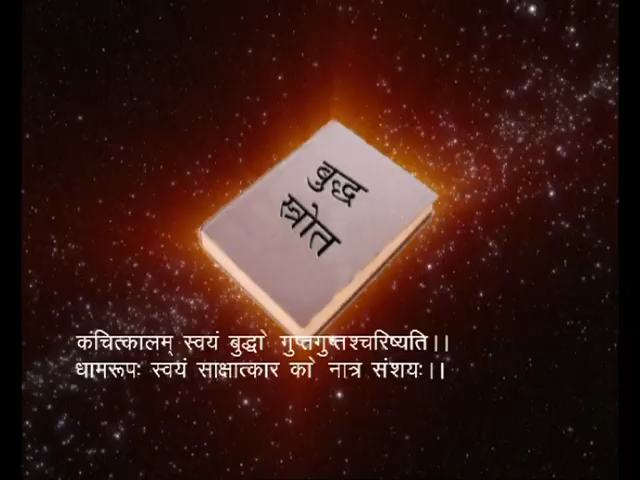 बुद्ध
स्त्रोत
कंचित्कालम् स्वयं बुद्धो गुप्तगुप्तश्चरिष्यति।।
धामरूपः स्वयं साक्षात्कार को नात्र संशयः।।